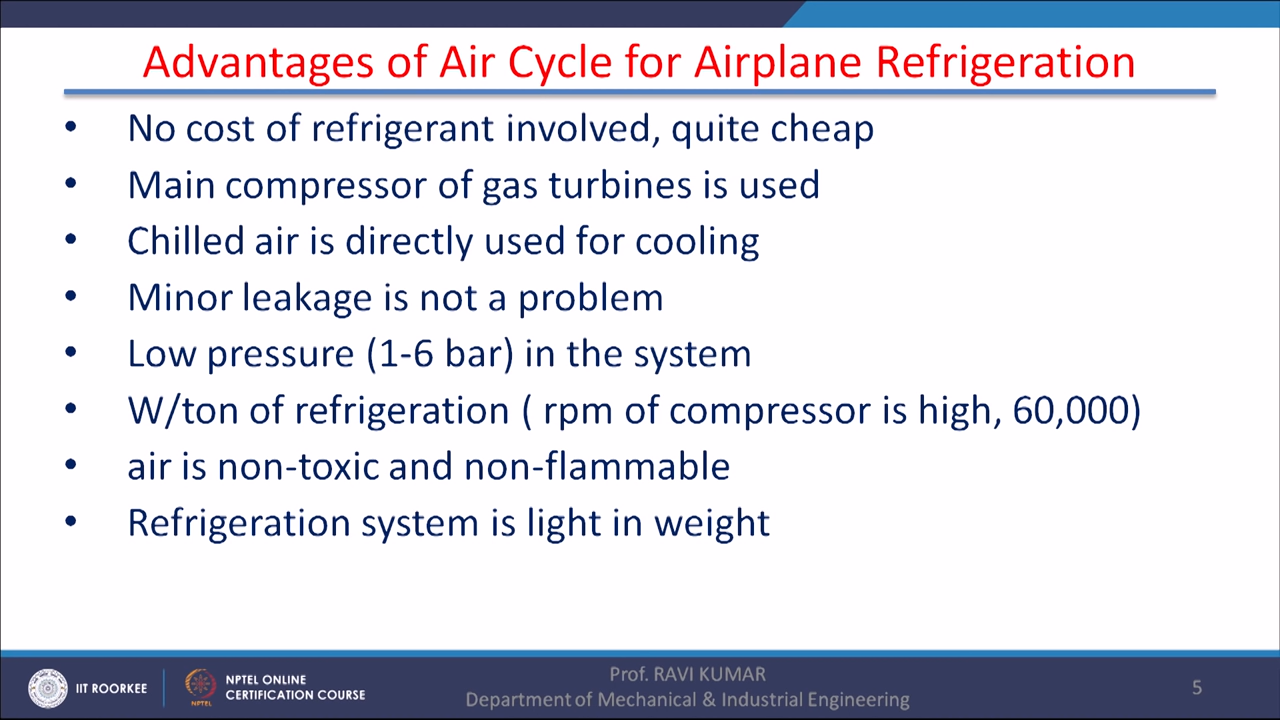 Advantages of Air Cycle for Airplane Refrigeration
• No cost of refrigerant involved, quite cheap
• Main compressor of gas turbines is used
• Chilled air is directly used for cooling
• Minor leakage is not a problem
• Low pressure (1-6 bar) in the system
• W/ton of refrigeration ( rpm of compressor is high, 60,000)
• air is non-toxic and non-flammable
• Refrigeration system is light in weight
IIT ROORKEE
NPTEL
NPTEL ONLINE
CERTIFICATION COURSE
Prof. RAVI KUMAR
Department of Mechanical & Industrial Engineering
5